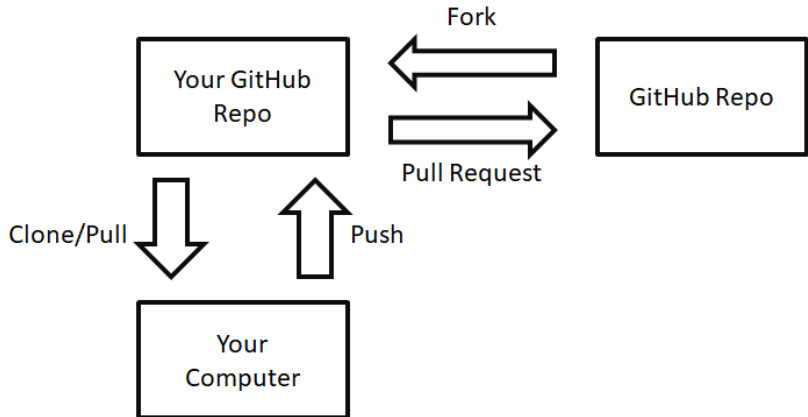 Fork
Your GitHub
Repo
GitHub Repo
Pull Request
Clone/Pull
Push
Your
Computer